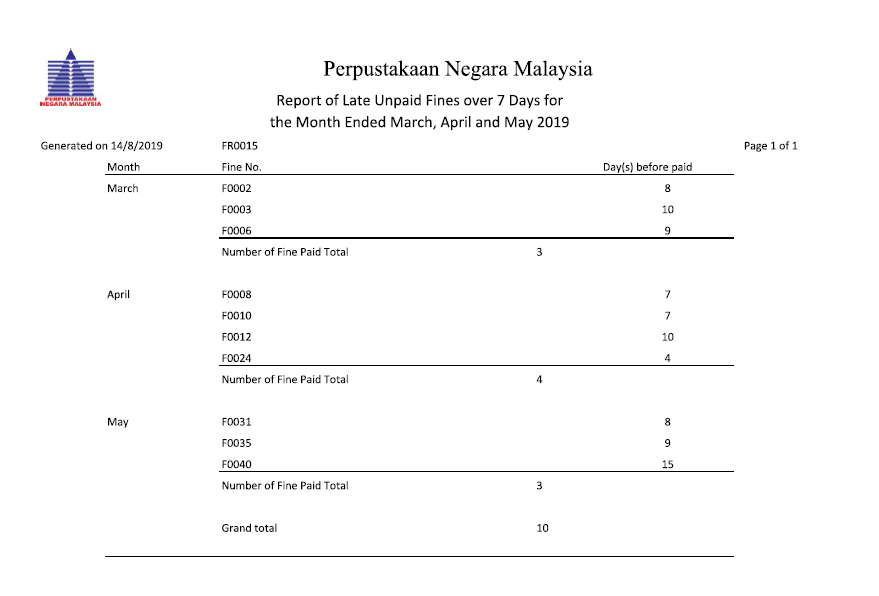 PERPUSTAKAAN
NEGARA MALAYSIA
Perpustakaan Negara Malaysia
Report of Late Unpaid Fines over 7 Days for
the Month Ended March, April and May 2019
Generated on 14/8/2019 FR0015 Page 1 of 1
Month Fine No. Day(s) before paid
March F0002 8
F0003 10
F0006 9
Number of Fine Paid Total 3
April F0008 7
F0010 7
F0012 10
F0024 4
Number of Fine Paid Total 4
May F0031 8
F0035 9
F0040 15
Number of Fine Paid Total 3
Grand total 10